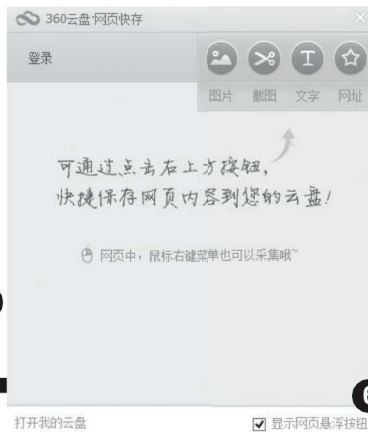 360云盘·网页快存
登录
图片 截图 文字 网址
可通过点击右上方按钮，
快捷保存网页内容到您的云盘！
网页中，鼠标右键菜单也可以采集哦~
打开我的云盘
显示网页悬浮按钮